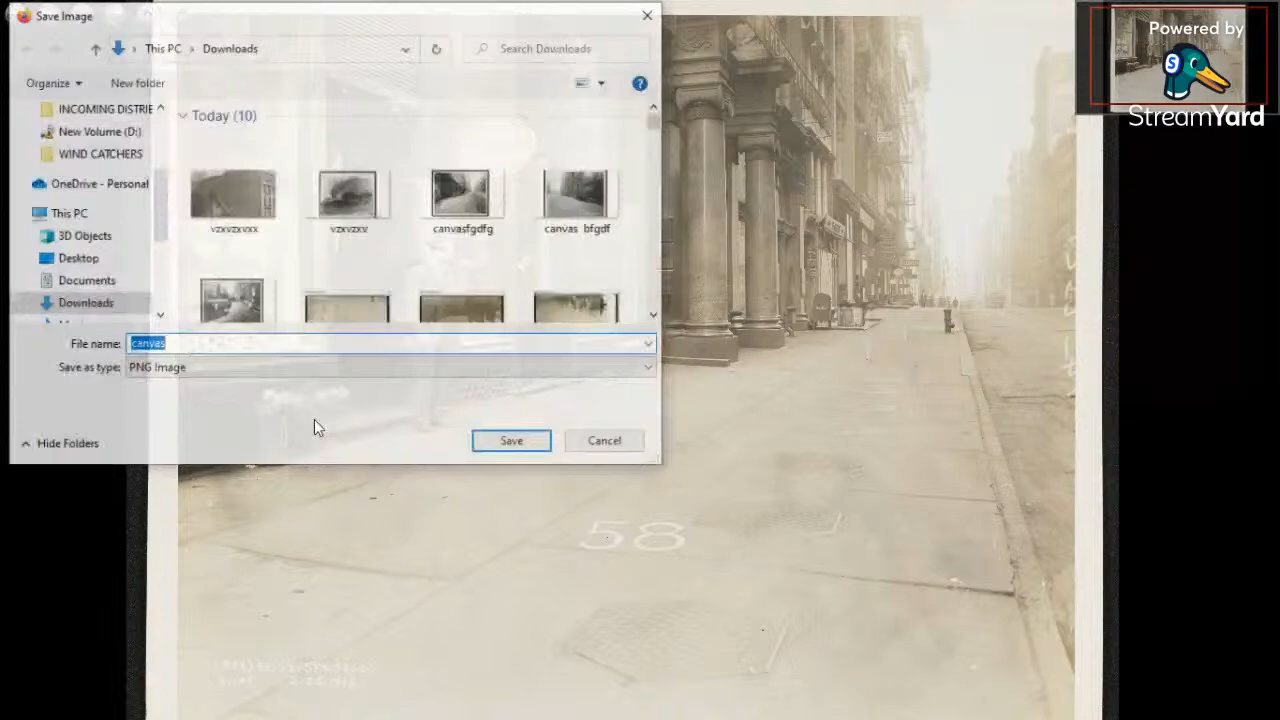 Save Image
This PC
Downloads
Search Downloads
Organize
New folder
INCOMING DISTRIE
New Volume (D:)
WIND CATCHERS
OneDrive - Personal
This PC
3D Objects
Desktop
Documents
Downloads
Today (10)
vzxvzxvxx
vzxvzxv
canvasfgdfg
canvas bfgdf
File name: canvas
Save as type: PNG Image
Hide Folders
Save
Cancel
58
Powered by
StreamYard